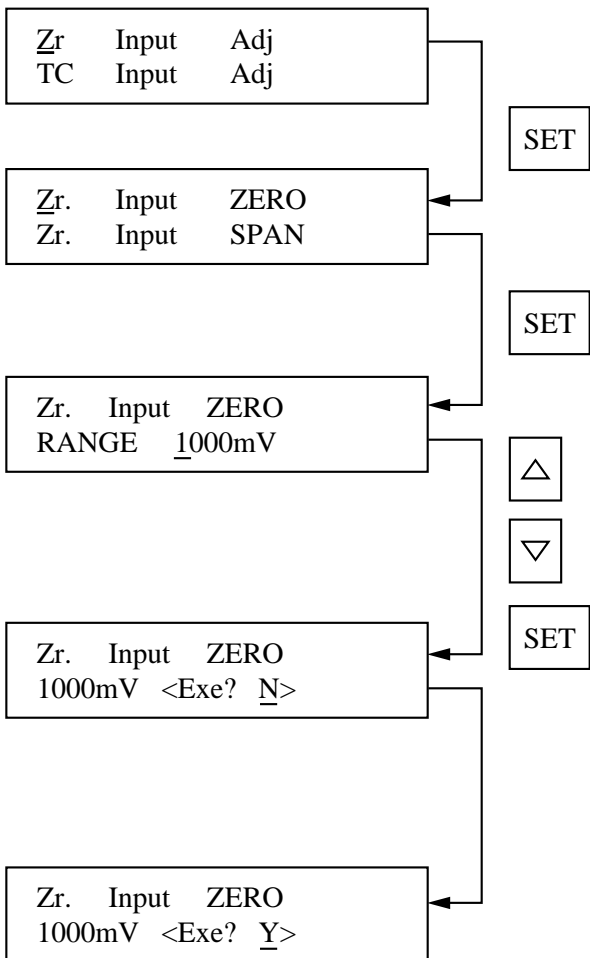 Zr Input Adj
TC Input Adj
SET
Zr. Input ZERO
Zr. Input SPAN
SET
Zr. Input ZERO
RANGE 1000mV
SET
Zr. Input ZERO
1000mV <Exe? N>
Zr. Input ZERO
1000mV <Exe? Y>